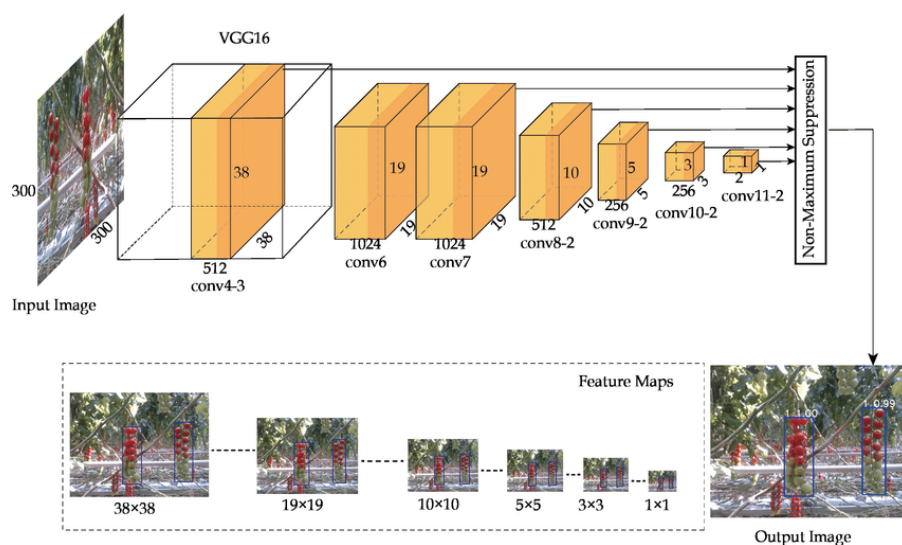 VGG16
300
300
Input Image
38
38
512
conv4-3
19
19
1024
conv6
19
19
1024
conv7
10
10
512
conv8-2
5
5
256
conv9-2
3
3
256
conv10-2
1
1
2
conv11-2
Non-Maximum Suppression
Feature Maps
38×38
19×19
10×10
5×5
3×3
1×1
1 1.00
1 0.99
Output Image